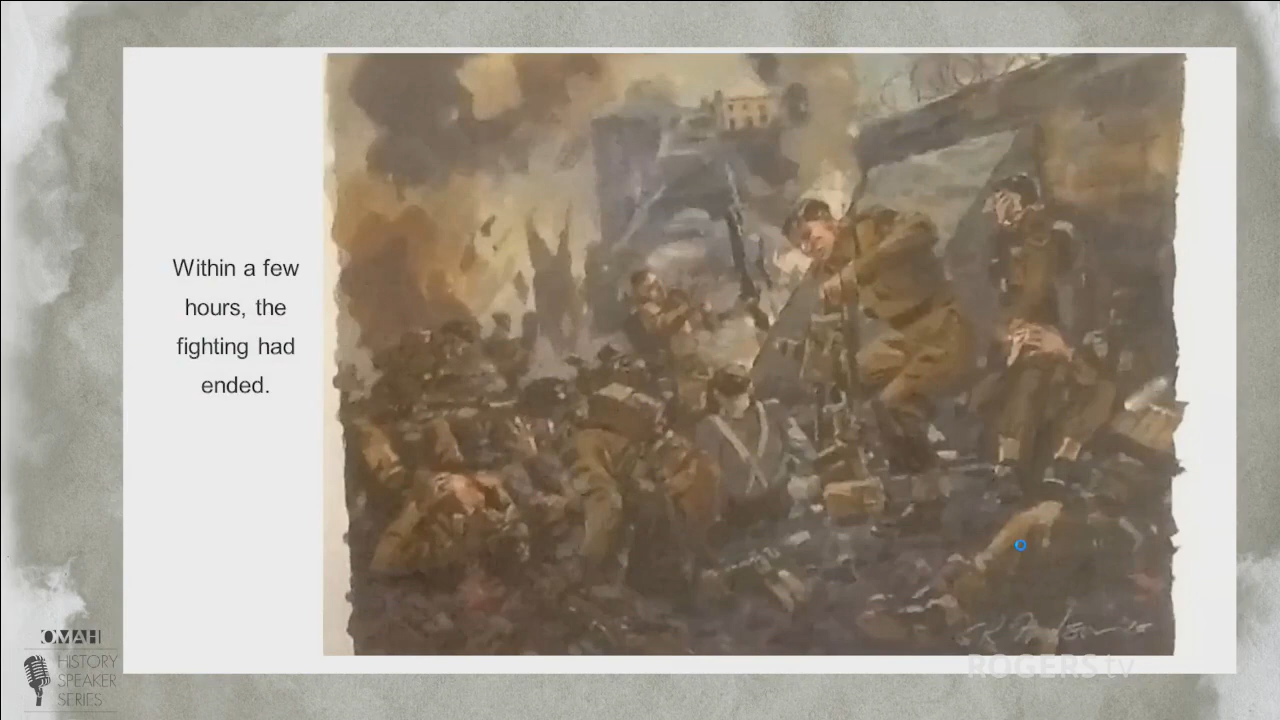 Within a few
hours, the
fighting had
ended.
OMAH
HISTORY
SPEAKER
SERIES
ROGERS tv